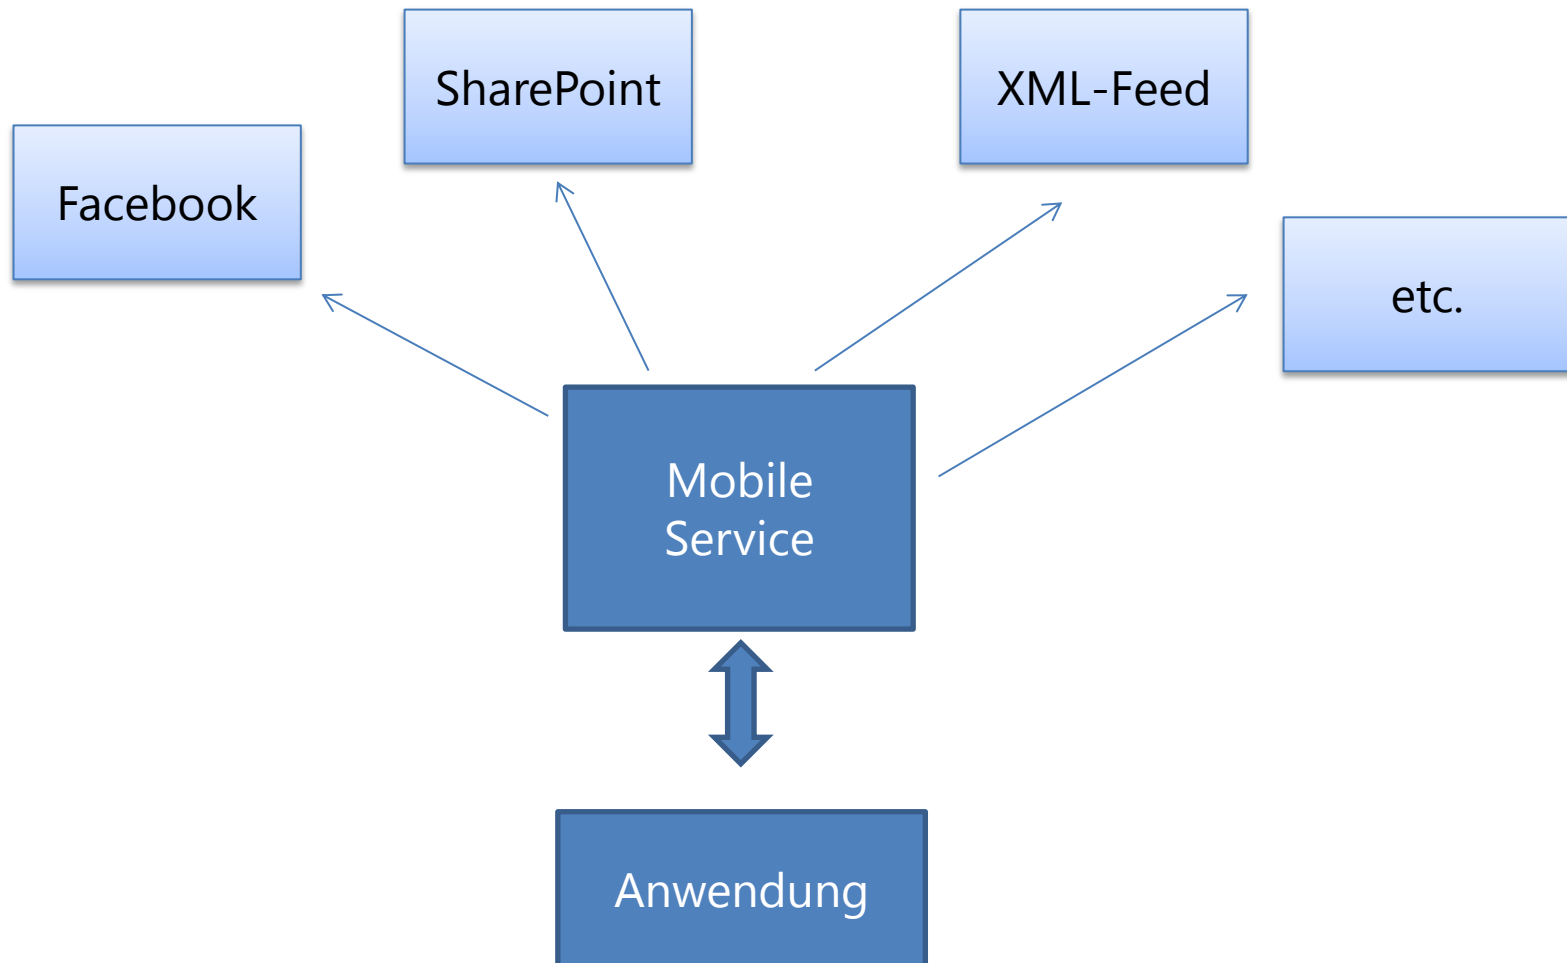 SharePoint
XML-Feed
Facebook
etc.
Mobile
Service
Anwendung